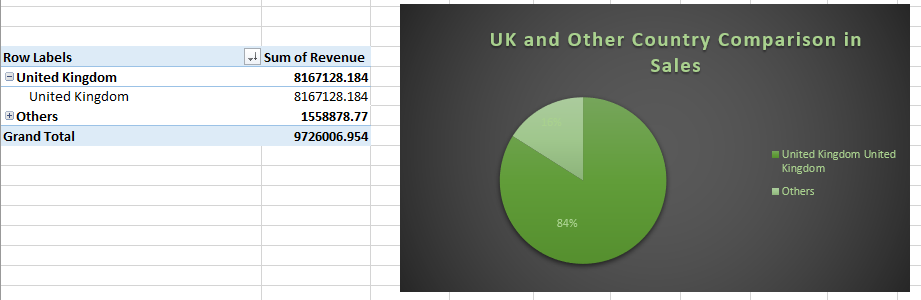 Row Labels Sum of Revenue
United Kingdom 8167128.184
United Kingdom 8167128.184
Others 1558878.77
Grand Total 9726006.954
UK and Other Country Comparison in
Sales
16%
84%
United Kingdom United
Kingdom
Others